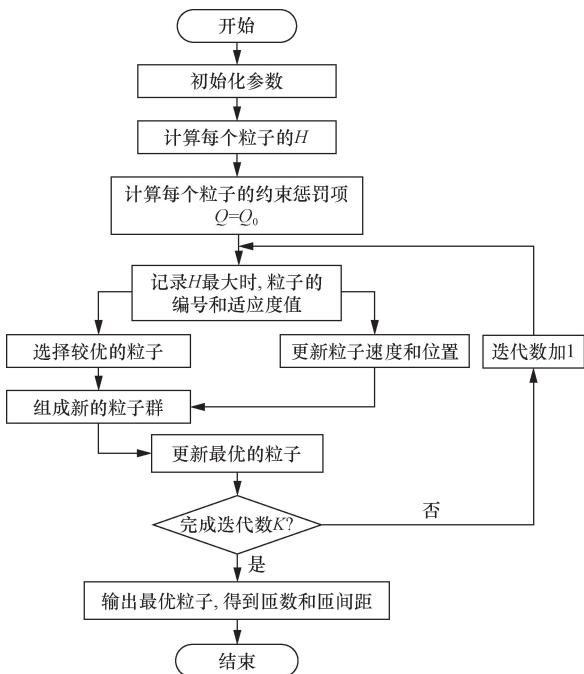 开始
初始化参数
计算每个粒子的H
计算每个粒子的约束惩罚项
Q=Q₀
记录H最大时, 粒子的
编号和适应度值
选择较优的粒子
更新粒子速度和位置
迭代数加1
组成新的粒子群
更新最优的粒子
完成迭代数K?
否
是
输出最优粒子, 得到匝数和匝间距
结束